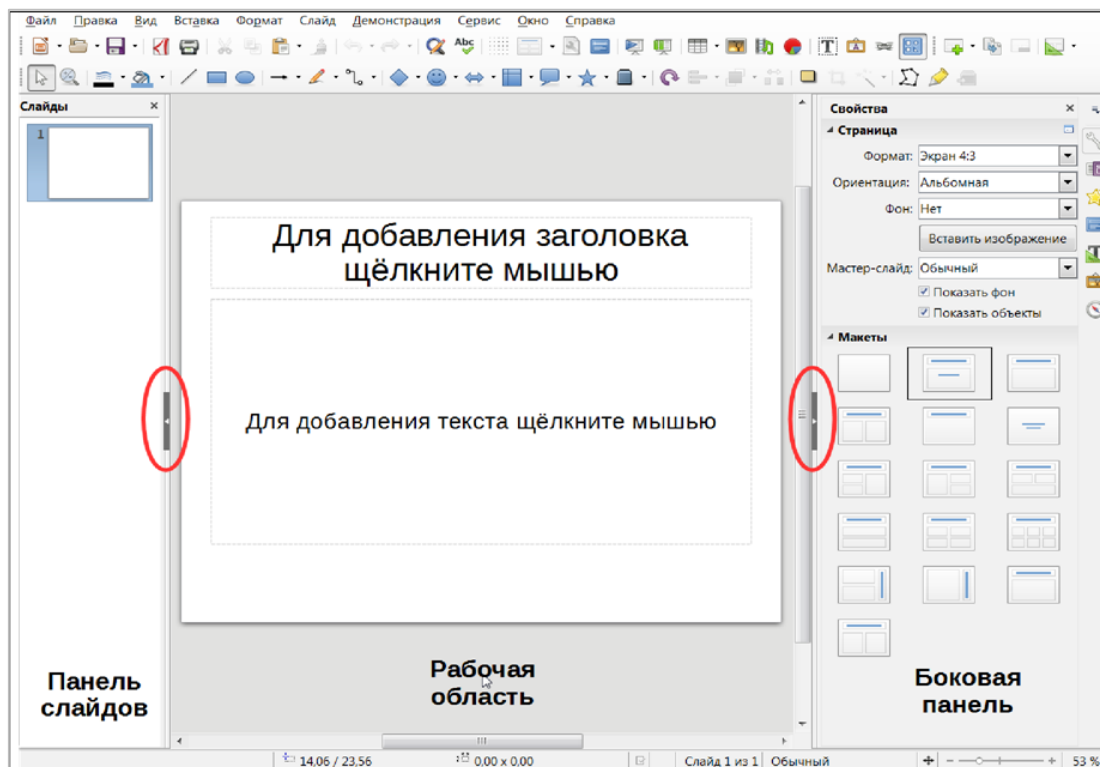 Файл Правка Вид Вставка Формат Слайд Демонстрация Сервис Окно Справка
Abc
T
Слайды
1
Для добавления заголовка
щёлкните мышью
Для добавления текста щёлкните мышью
Панель
слайдов
Рабочая
область
Свойства
Страница
Формат: Экран 4:3
Ориентация: Альбомная
Фон: Нет
Вставить изображение
Мастер-слайд: Обычный
Показать фон
Показать объекты
Макеты
Боковая
панель
14,06 / 23,56 0,00 x 0,00 Слайд 1 из 1 Обычный 53 %